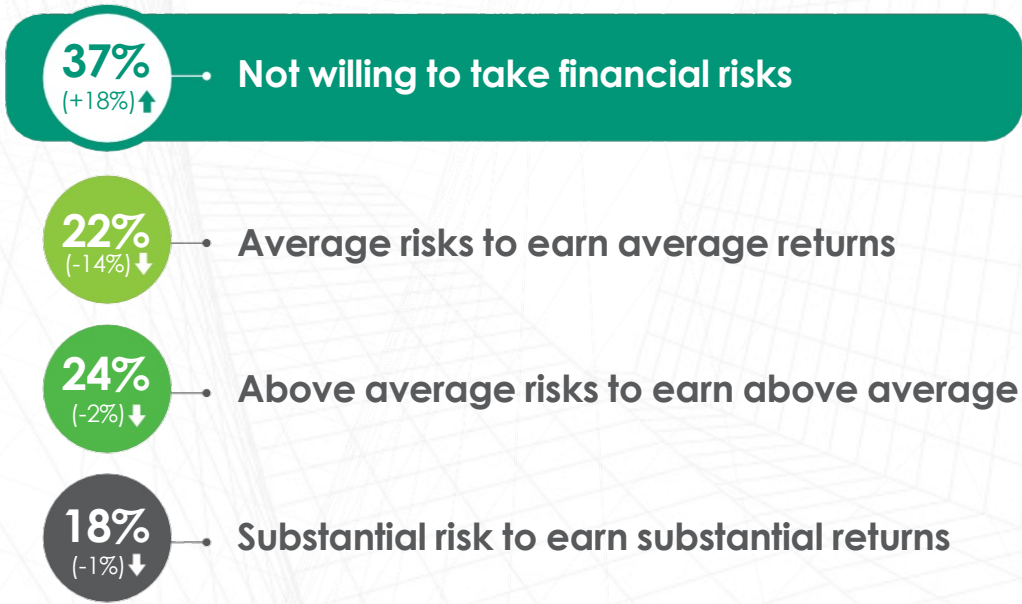 37%
(+18%)
Not willing to take financial risks
22%
(-14%)
Average risks to earn average returns
24%
(-2%)
Above average risks to earn above average
18%
(-1%)
Substantial risk to earn substantial returns